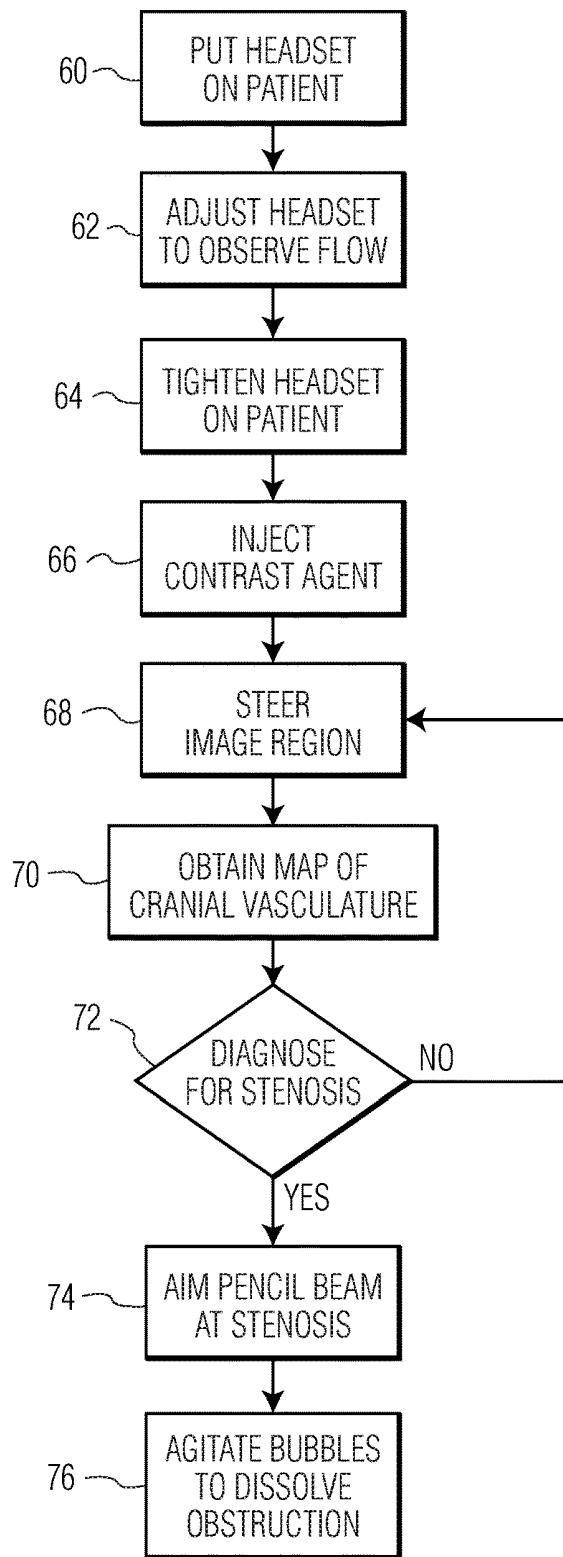 PUT HEADSET
60
ON PATIENT
ADJUST HEADSET
62
TO OBSERVE FLOW
TIGHTEN HEADSET
64
ON PATIENT
INJECT
66
CONTRAST AGENT
STEER
68
IMAGE REGION
70
OBTAIN MAP OF
CRANIAL VASCULATURE
72
DIAGNOSE
FOR STENOSIS
NO
YES
74
AIM PENCIL BEAM
AT STENOSIS
AGITATE BUBBLES
76
TO DISSOLVE
OBSTRUCTION